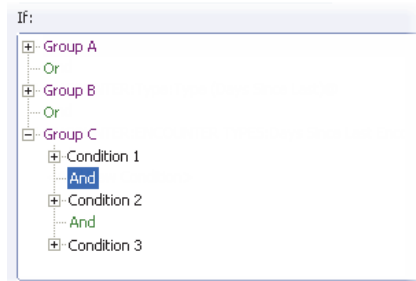 If:
Group A
Or
Group B
Or
Group C
Condition 1
And
Condition 2
And
Condition 3